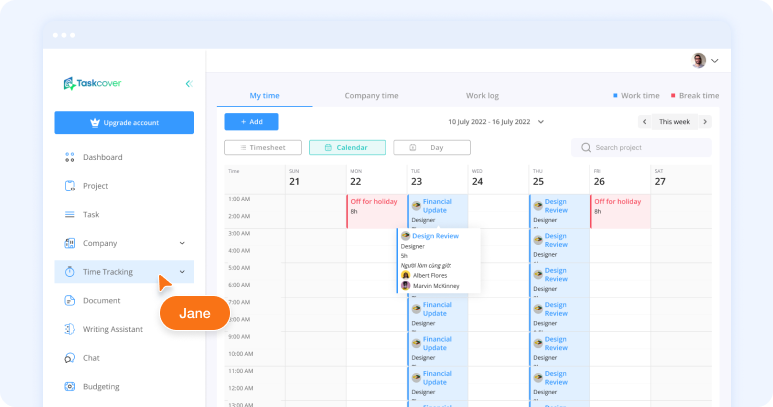 Taskcover
Upgrade account
Dashboard
Project
Task
Company
Time Tracking
Document
Writing Assistant
Chat
Budgeting
Jane
My time
Company time
Work log
Work time
Break time
+ Add
10 July 2022 - 16 July 2022
This week
Timesheet
Calendar
Day
Search project
Time
SUN
21
MON
22
TUE
23
WED
24
THU
25
FRI
26
SAT
27
1:00 AM
2:00 AM
3:00 AM
4:00 AM
5:00 AM
6:00 AM
7:00 AM
8:00 AM
9:00 AM
10:00 AM
11:00 AM
12:00 AM
13:00 AM
Off for holiday
8h
Financial
Update
Designer
Design Review
Designer
5h
Người làm cùng giờ:
Albert Flores
Marvin McKinney
Financial
Update
Designer
Financial
Update
Designer
Financial
Update
Designer
Financial
Design
Review
Designer
Design
Review
Designer
Design
Review
Designer
Design
Review
Designer
Design
Review
Designer
Design
Review
Designer
Design
Off for holiday
8h